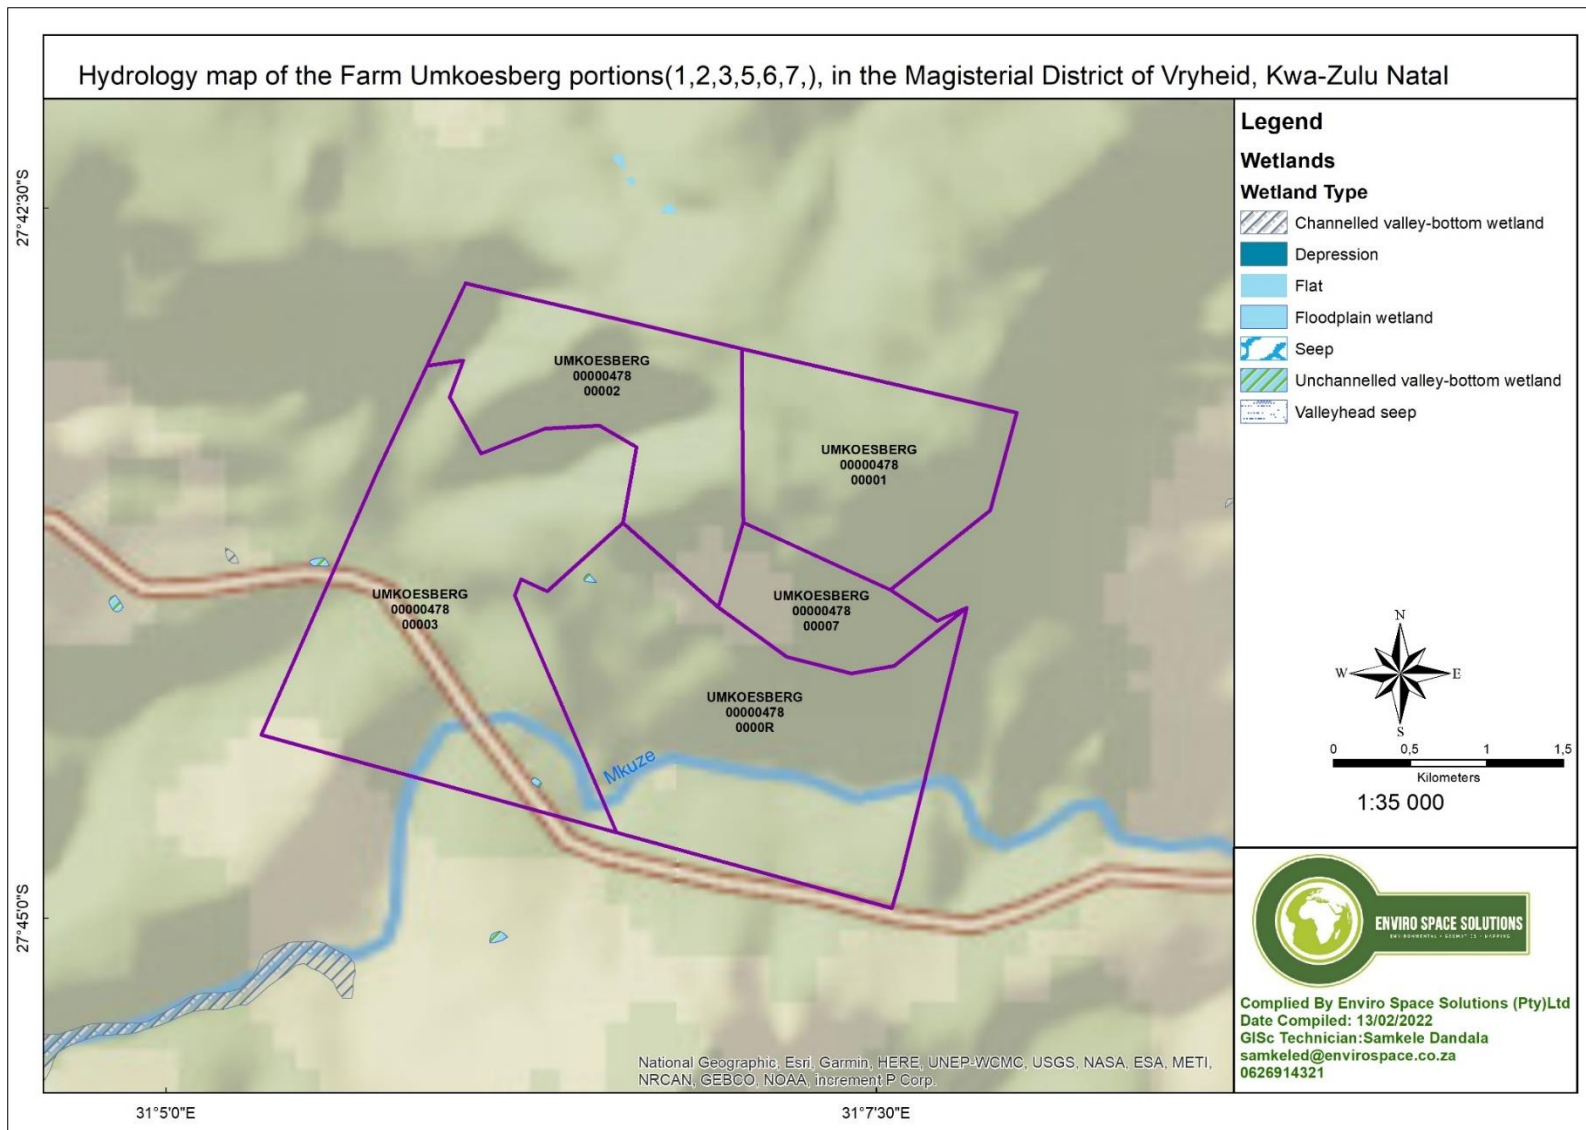 Hydrology map of the Farm Umkoesberg portions(1,2,3,5,6,7,), in the Magisterial District of Vryheid, Kwa-Zulu Natal
27°42'30"S
27°45'0"S
31°5'0"E
31°7'30"E
UMKOESBERG
00000478
00002
UMKOESBERG
00000478
00001
UMKOESBERG
00000478
00003
UMKOESBERG
00000478
00007
UMKOESBERG
00000478
0000R
Mkuze
National Geographic, Esri, Garmin, HERE, UNEP-WCMC, USGS, NASA, ESA, METI,
NRCAN, GEBCO, NOAA, increment P Corp.
Legend
Wetlands
Wetland Type
Channelled valley-bottom wetland
Depression
Flat
Floodplain wetland
Seep
Unchannelled valley-bottom wetland
Valleyhead seep
N
W
E
S
0 0,5 1 1,5
Kilometers
1:35 000
ENVIRO SPACE SOLUTIONS
ENVIRONMENTAL • GEOMATICS • MAPPING
Complied By Enviro Space Solutions (Pty)Ltd
Date Compiled: 13/02/2022
GISc Technician:Samkele Dandala
samkeled@envirospace.co.za
0626914321